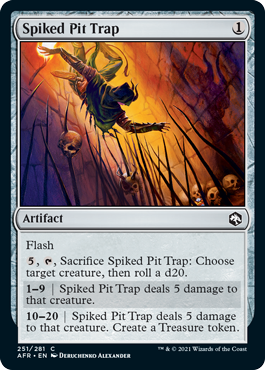 Spiked Pit Trap 1
Artifact
Flash
5, , Sacrifice Spiked Pit Trap: Choose
target creature, then roll a d20.
1–9 | Spiked Pit Trap deals 5 damage to
that creature.
10–20 | Spiked Pit Trap deals 5 damage
to that creature. Create a Treasure token.
251/281 C
AFR • EN Deruchenko Alexander
™ & © 2021 Wizards of the Coast